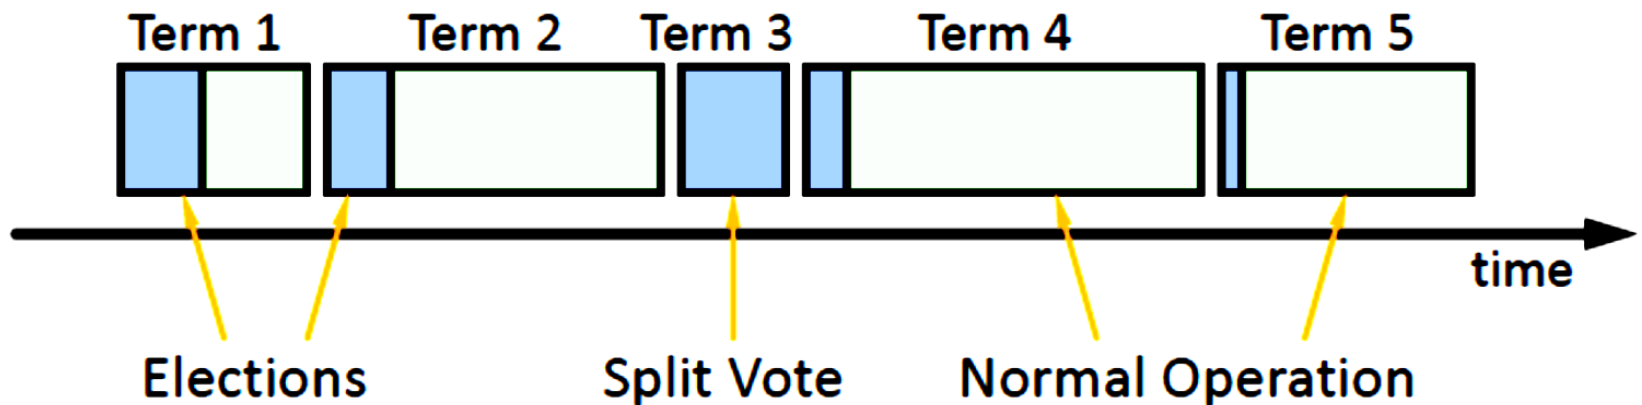 Term 1 Term 2 Term 3 Term 4 Term 5
time
Elections Split Vote Normal Operation